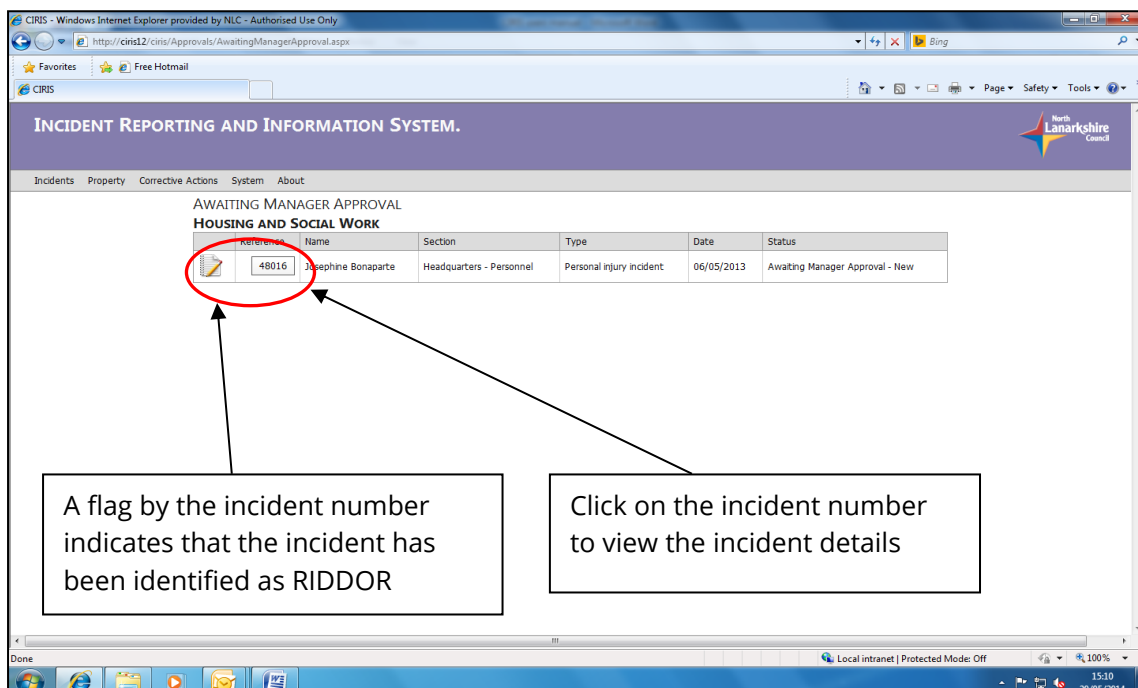 CIRIS - Windows Internet Explorer provided by NLC - Authorised Use Only
http://ciris12/ciris/Approvals/AwaitingManagerApproval.aspx
Bing
Favorites Free Hotmail
CIRIS
Page Safety Tools
INCIDENT REPORTING AND INFORMATION SYSTEM.
North
Lanarkshire
Council
Incidents Property Corrective Actions System About
AWAITING MANAGER APPROVAL
HOUSING AND SOCIAL WORK
Reference Name Section Type Date Status
48016 Josephine Bonaparte Headquarters - Personnel Personal injury incident 06/05/2013 Awaiting Manager Approval - New
A flag by the incident number
indicates that the incident has
been identified as RIDDOR
Click on the incident number
to view the incident details
Done
Local intranet | Protected Mode: Off
100%
15:10